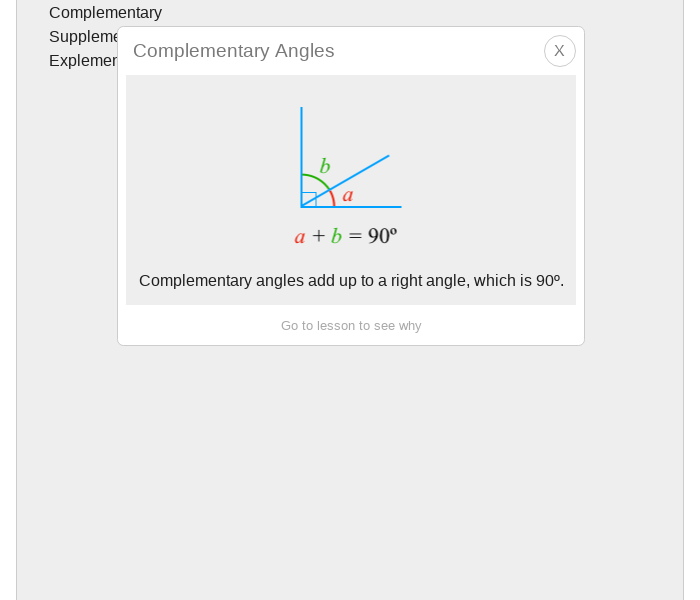 Complementary
Suppleme
Explemer
Complementary Angles
X
b
a
a + b = 90º
Complementary angles add up to a right angle, which is 90º.
Go to lesson to see why